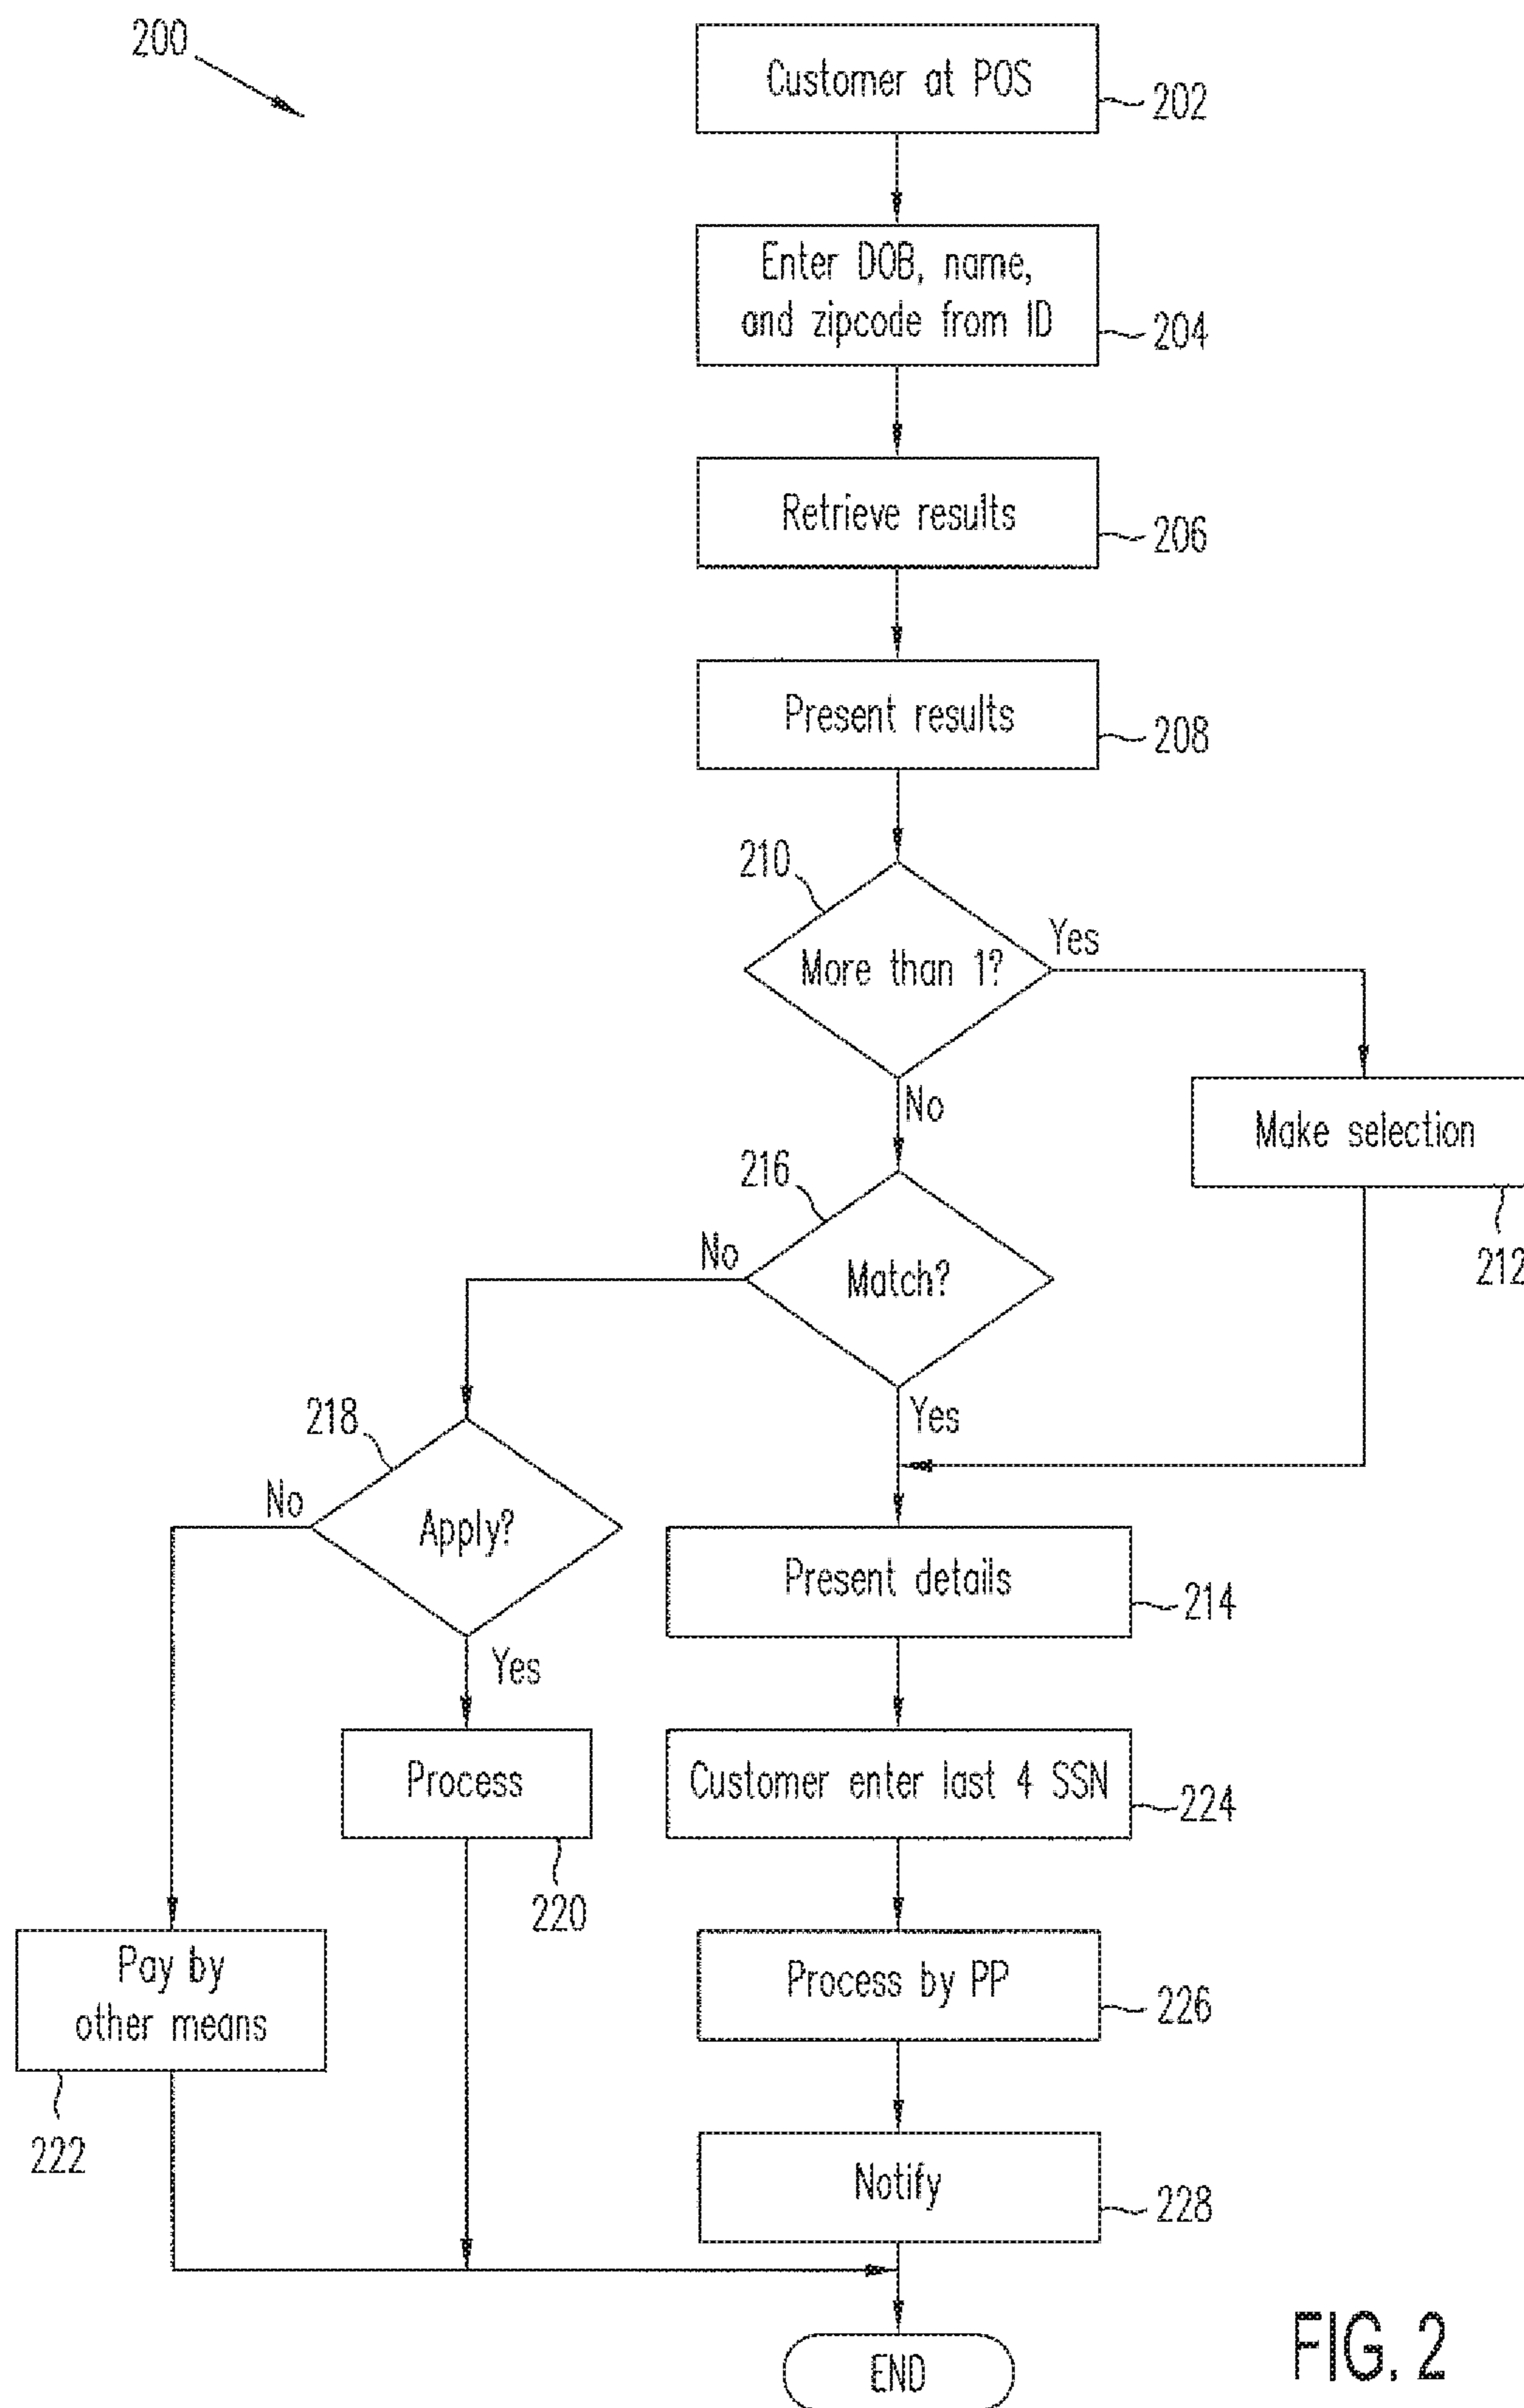 200
Customer at POS
202
Enter DOB, name,
and zipcode from ID
204
Retrieve results
206
Present results
208
210
More than 1?
Yes
No
Make selection
212
216
Match?
No
Yes
218
Apply?
No
Yes
Present details
214
Process
220
Customer enter last 4 SSN
224
Pay by
other means
222
Process by PP
226
Notify
228
END
FIG. 2